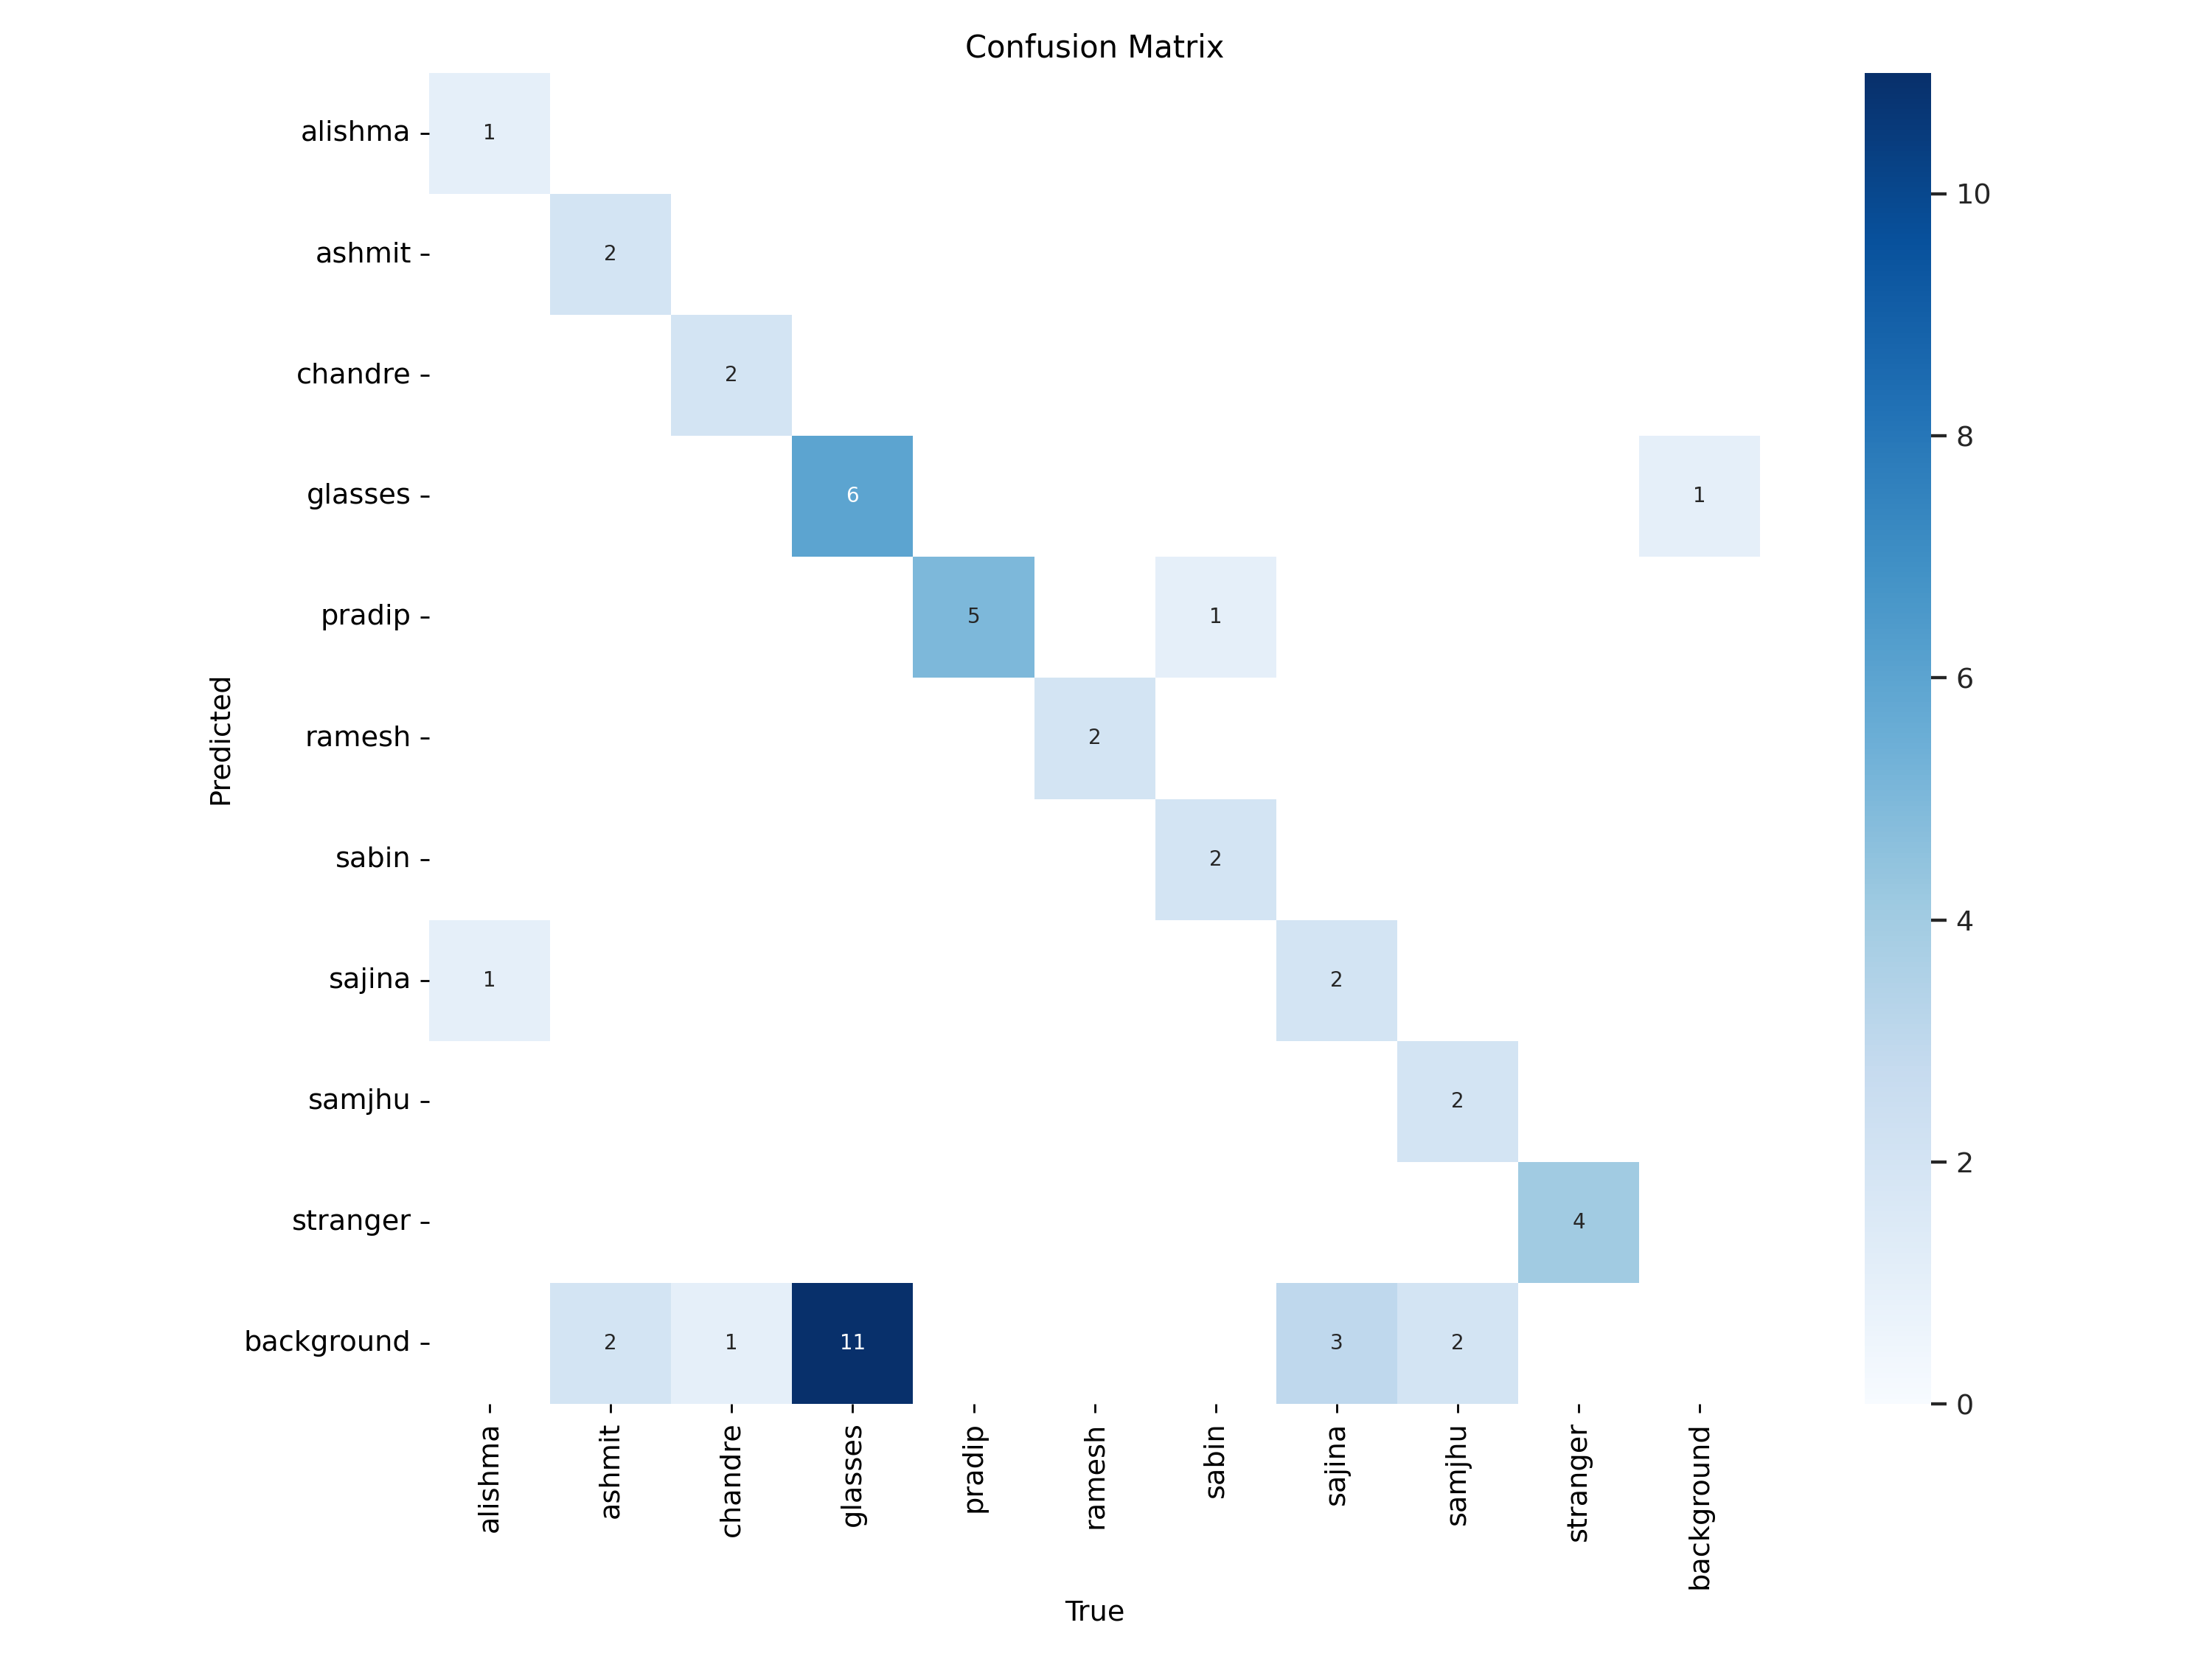 Confusion Matrix
alishma
1
10
ashmit
2
chandre
2
8
glasses
6
1
pradip
5
1
6
Predicted
ramesh
2
sabin
2
sajina
1
2
4
samjhu
2
2
stranger
4
background
2
1
11
3
2
0
alishma
ashmit
chandre
glasses
pradip
ramesh
sabin
sajina
samjhu
stranger
background
True